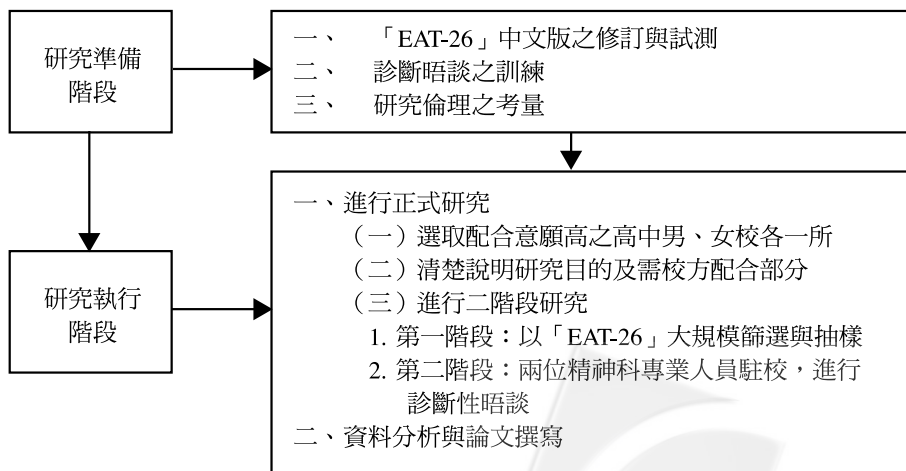 研究準備
階段
一、 「EAT-26」中文版之修訂與試測
二、 診斷晤談之訓練
三、 研究倫理之考量
研究執行
階段
一、進行正式研究
（一）選取配合意願高之高中男、女校各一所
（二）清楚說明研究目的及需校方配合部分
（三）進行二階段研究
1. 第一階段：以「EAT-26」大規模篩選與抽樣
2. 第二階段：兩位精神科專業人員駐校，進行
診斷性晤談
二、資料分析與論文撰寫